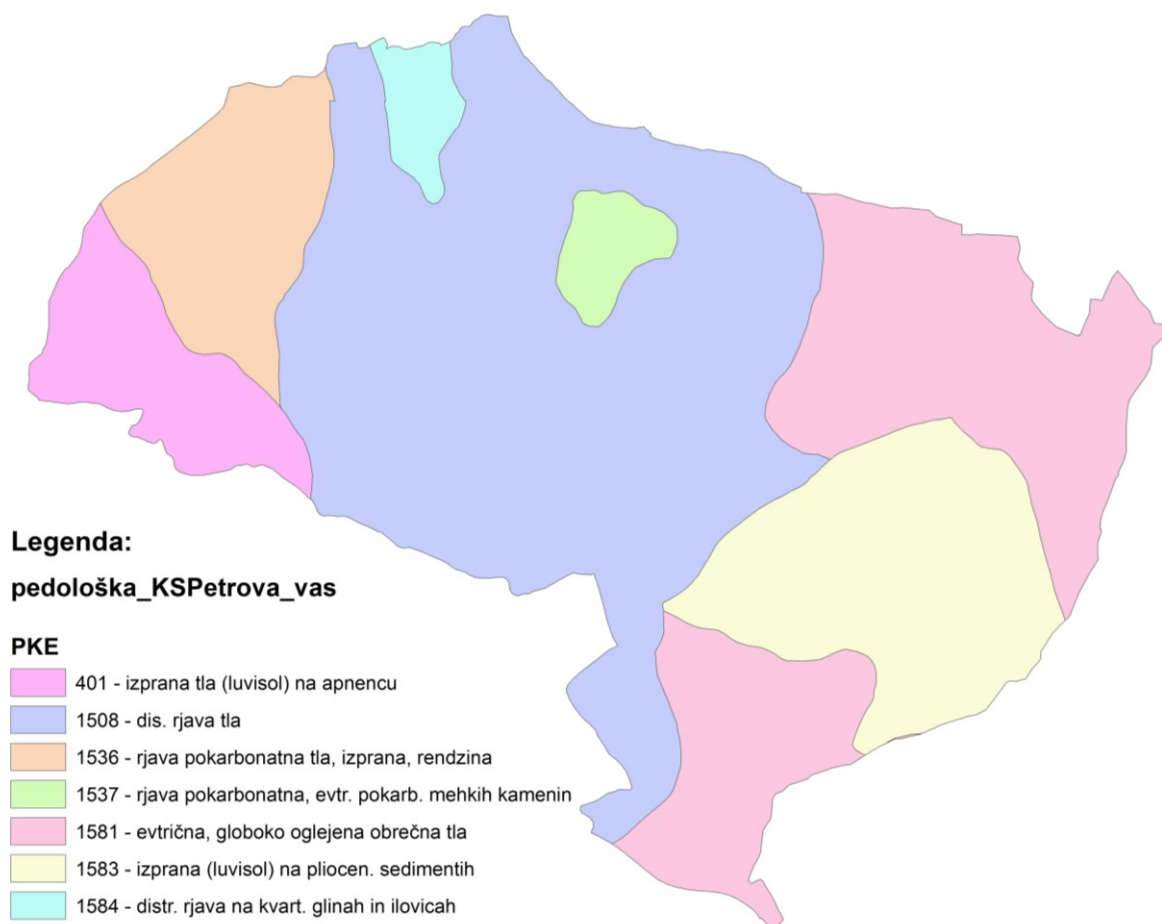 Legenda:
pedološka_KSPetrova_vas
PKE
401 - izprana tla (luvisol) na apnencu
1508 - dis. rjava tla
1536 - rjava pokarbonatna tla, izprana, rendzina
1537 - rjava pokarbonatna, evtr. pokarb. mehkih kamenin
1581 - evtrična, globoko oglejena obrečna tla
1583 - izprana (luvisol) na pliocen. sedimentih
1584 - distr. rjava na kvart. glinah in ilovicah